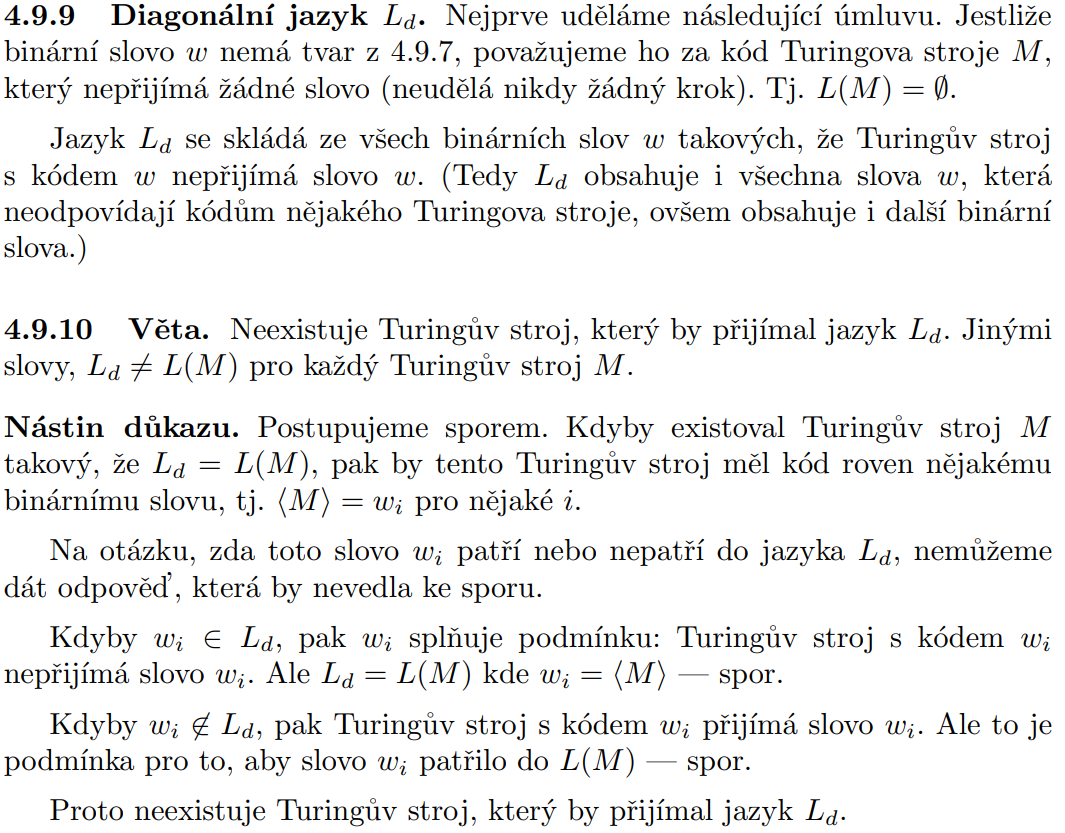 4.9.9 Diagonální jazyk L_d. Nejprve uděláme následující úmluvu. Jestliže
binární slovo w nemá tvar z 4.9.7, považujeme ho za kód Turingova stroje M,
který nepřijímá žádné slovo (neudělá nikdy žádný krok). Tj. L(M) = ∅.
Jazyk L_d se skládá ze všech binárních slov w takových, že Turingův stroj
s kódem w nepřijímá slovo w. (Tedy L_d obsahuje i všechna slova w, která
neodpovídají kódům nějakého Turingova stroje, ovšem obsahuje i další binární
slova.)
4.9.10 Věta. Neexistuje Turingův stroj, který by přijímal jazyk L_d. Jinými
slovy, L_d ≠ L(M) pro každý Turingův stroj M.
Nástin důkazu. Postupujeme sporem. Kdyby existoval Turingův stroj M
takový, že L_d = L(M), pak by tento Turingův stroj měl kód roven nějakému
binárnímu slovu, tj. ⟨M⟩ = w_i pro nějaké i.
Na otázku, zda toto slovo w_i patří nebo nepatří do jazyka L_d, nemůžeme
dát odpověď, která by nevedla ke sporu.
Kdyby w_i ∈ L_d, pak w_i splňuje podmínku: Turingův stroj s kódem w_i
nepřijímá slovo w_i. Ale L_d = L(M) kde w_i = ⟨M⟩ — spor.
Kdyby w_i ∉ L_d, pak Turingův stroj s kódem w_i přijímá slovo w_i. Ale to je
podmínka pro to, aby slovo w_i patřilo do L(M) — spor.
Proto neexistuje Turingův stroj, který by přijímal jazyk L_d.